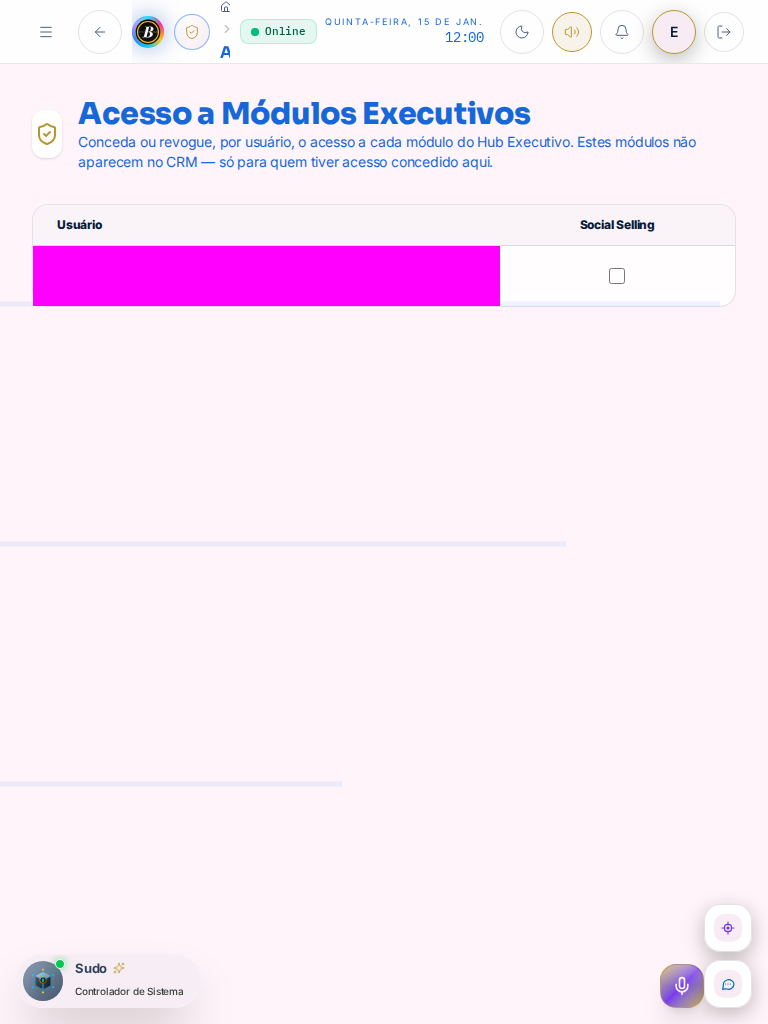 B
Online
QUINTA-FEIRA, 15 DE JAN.
12:00
E
Acesso a Módulos Executivos
Conceda ou revogue, por usuário, o acesso a cada módulo do Hub Executivo. Estes módulos não
aparecem no CRM — só para quem tiver acesso concedido aqui.
Usuário
Social Selling
Sudo
Controlador de Sistema